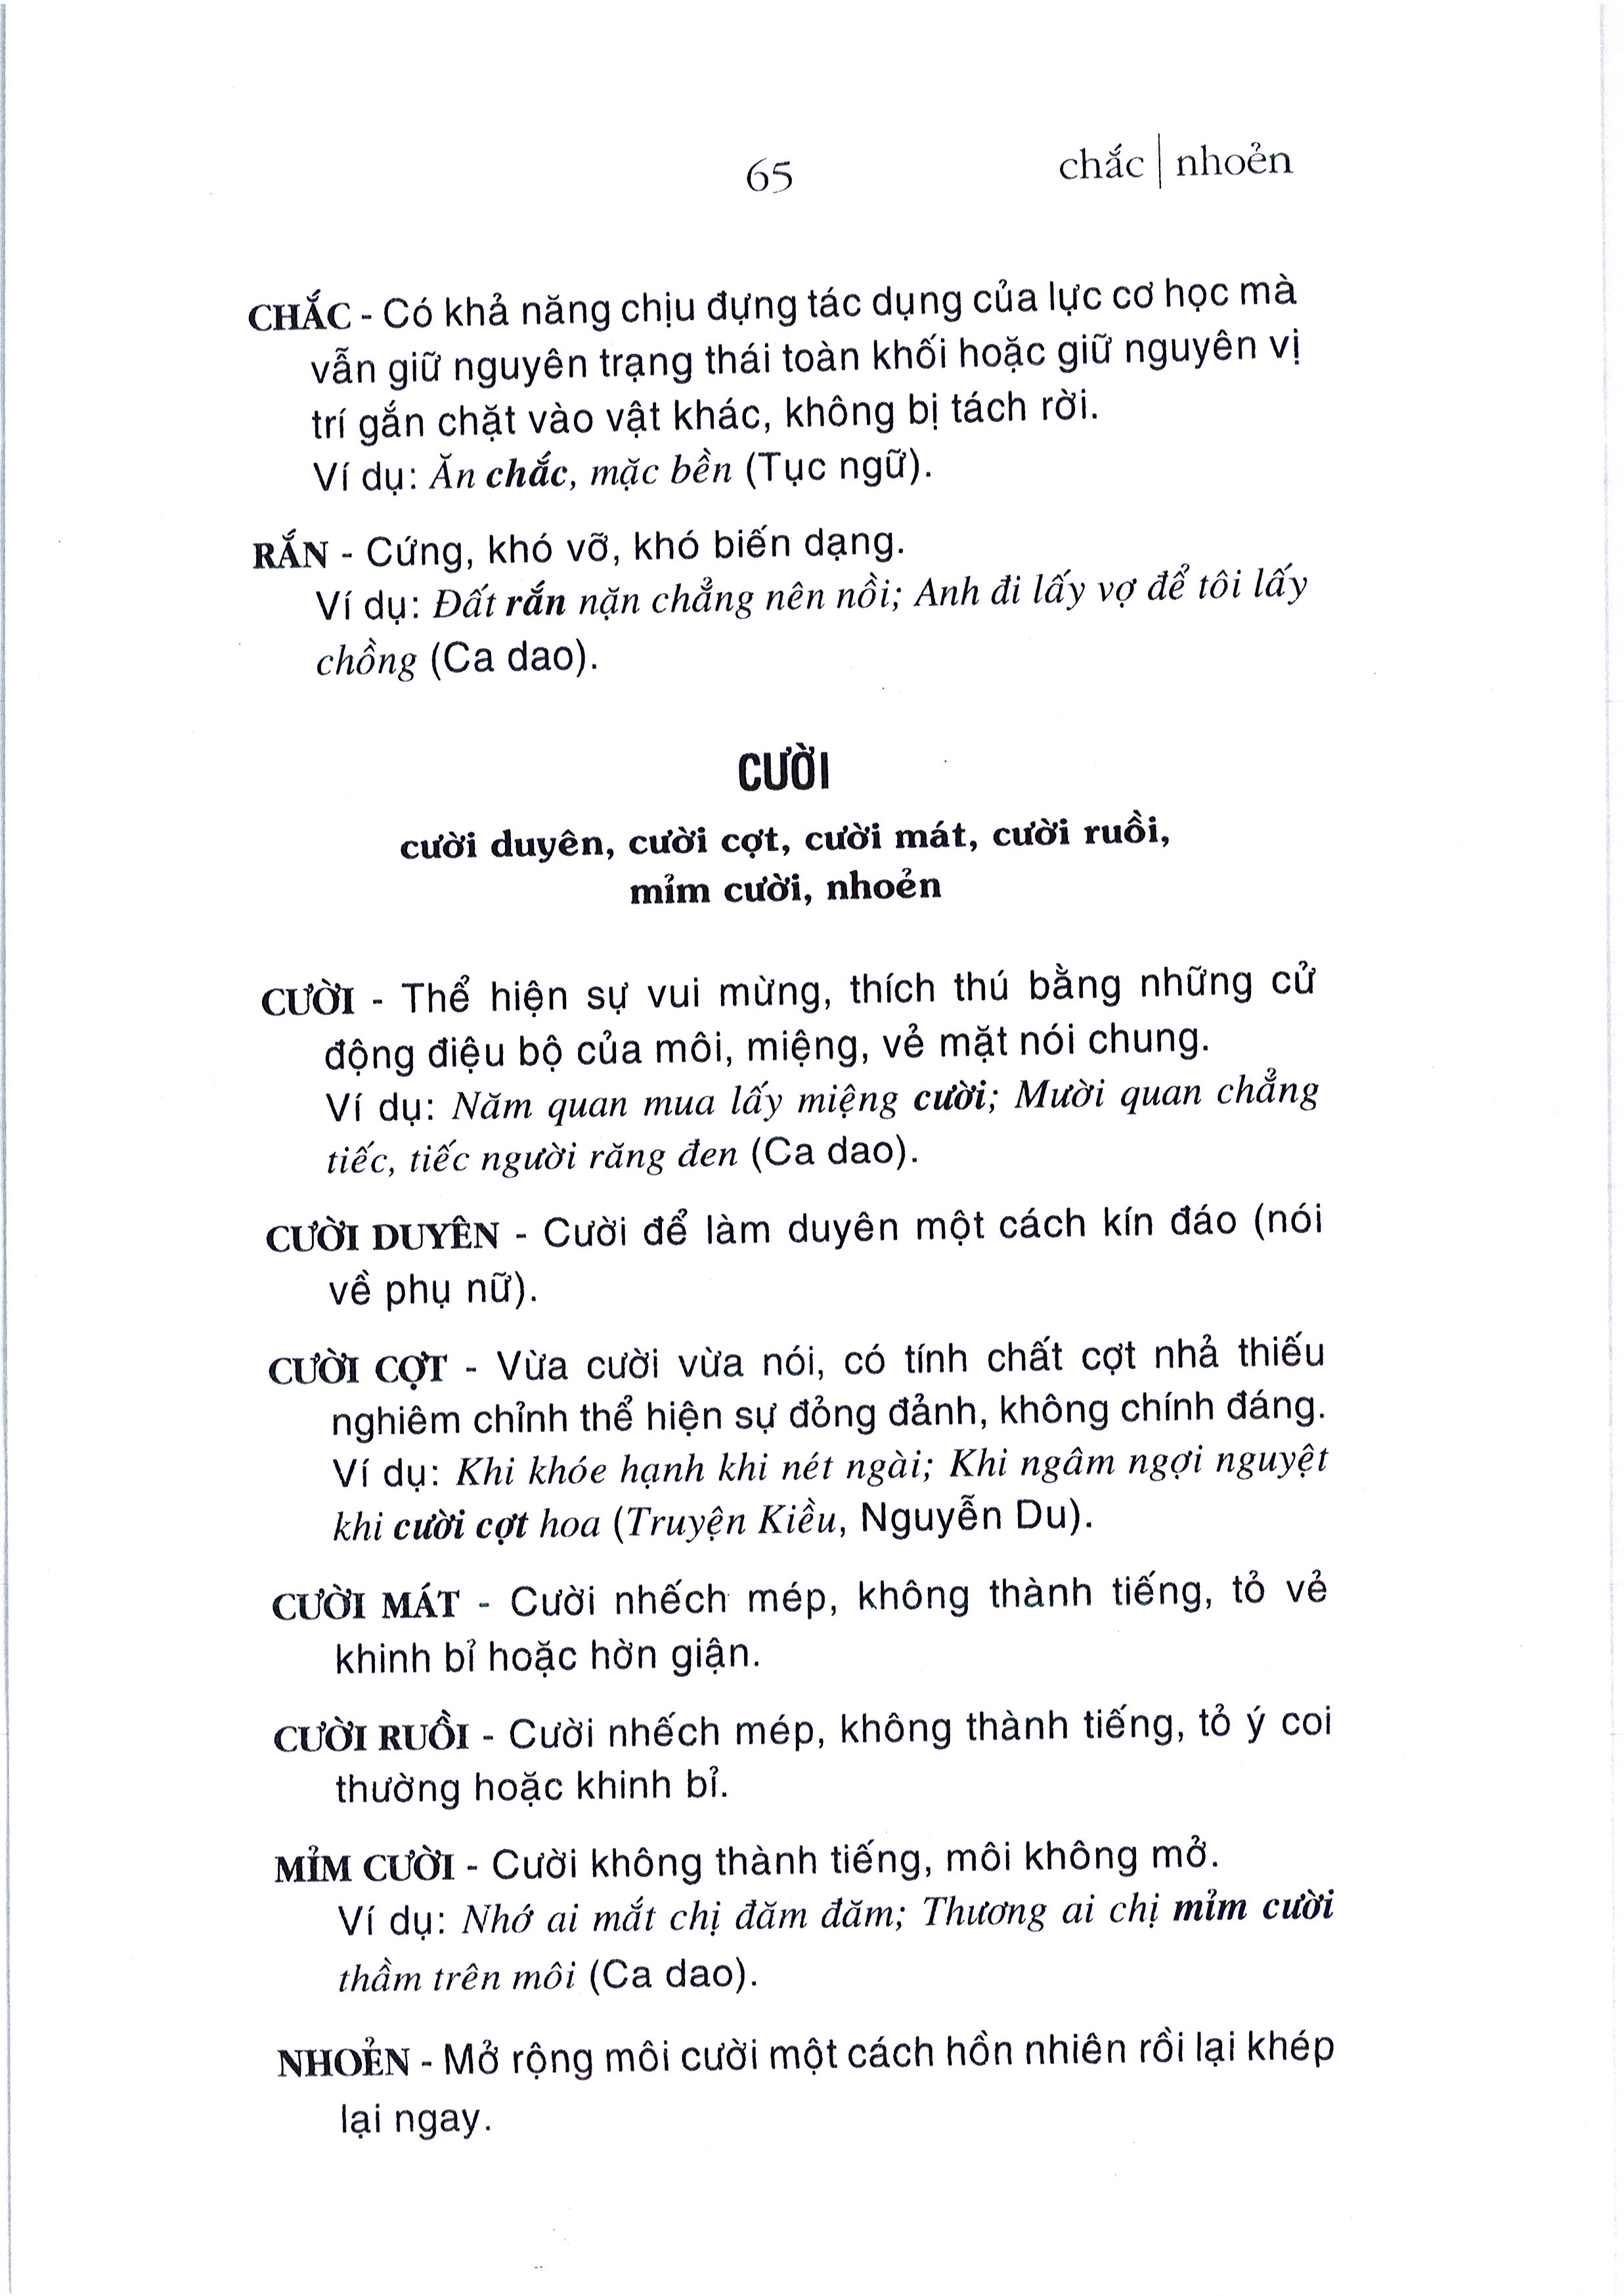 65
chắc | nhoẻn
CHẮC - Có khả năng chịu đựng tác dụng của lực cơ học mà
vẫn giữ nguyên trạng thái toàn khối hoặc giữ nguyên vị
trí gắn chặt vào vật khác, không bị tách rời.
Ví dụ: Ăn chắc, mặc bền (Tục ngữ).
RẮN - Cứng, khó vỡ, khó biến dạng.
Ví dụ: Đất rắn nặn chẳng nên nồi; Anh đi lấy vợ để tôi lấy
chồng (Ca dao).
CƯỜI
cười duyên, cười cợt, cười mát, cười ruồi,
mỉm cười, nhoẻn
CƯỜI - Thể hiện sự vui mừng, thích thú bằng những cử
động điệu bộ của môi, miệng, vẻ mặt nói chung.
Ví dụ: Năm quan mua lấy miệng cười; Mười quan chẳng
tiếc, tiếc người răng đen (Ca dao).
CƯỜI DUYÊN - Cười để làm duyên một cách kín đáo (nói
về phụ nữ).
CƯỜI CỢT - Vừa cười vừa nói, có tính chất cợt nhả thiếu
nghiêm chỉnh thể hiện sự đỏng đảnh, không chính đáng.
Ví dụ: Khi khóe hạnh khi nét ngài; Khi ngâm ngợi nguyệt
khi cười cợt hoa (Truyện Kiều, Nguyễn Du).
CƯỜI MÁT - Cười nhếch mép, không thành tiếng, tỏ vẻ
khinh bỉ hoặc hờn giận.
CƯỜI RUỒI - Cười nhếch mép, không thành tiếng, tỏ ý coi
thường hoặc khinh bỉ.
MỈM CƯỜI - Cười không thành tiếng, môi không mở.
Ví dụ: Nhớ ai mắt chị đăm đăm; Thương ai chị mỉm cười
thầm trên môi (Ca dao).
NHOẺN - Mở rộng môi cười một cách hồn nhiên rồi lại khép
lại ngay.